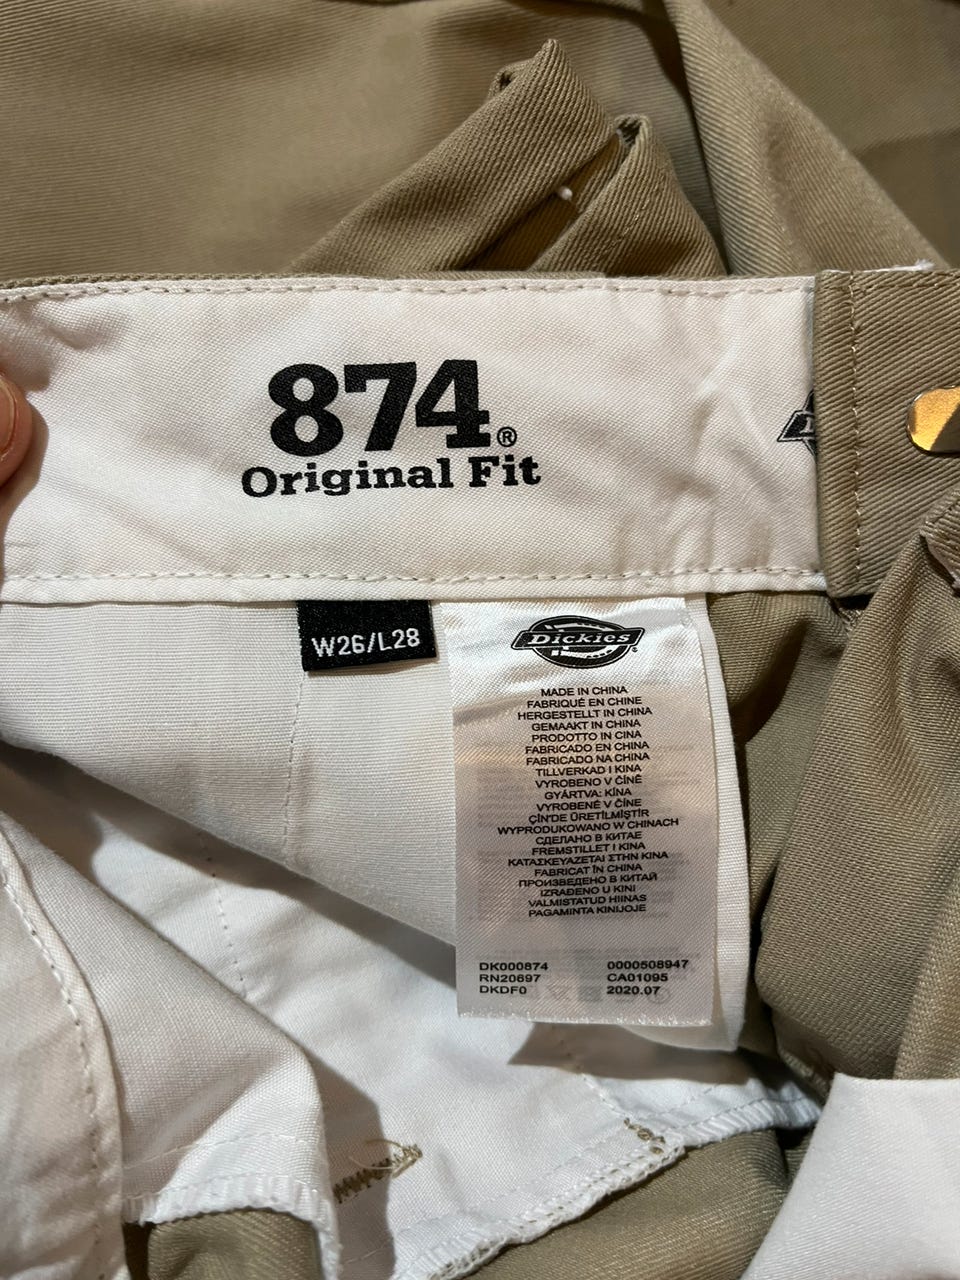 874®
Original Fit
W26/L28
Dickies®
MADE IN CHINA
FABRIQUÉ EN CHINE
HERGESTELLT IN CHINA
GEMAAKT IN CHINA
PRODOTTO IN CINA
FABRICADO EN CHINA
FABRICADO NA CHINA
TILLVERKAD I KINA
VYROBENO V ČÍNĚ
GYÁRTVA: KÍNA
VYROBENÉ V ČÍNE
ÇİN'DE ÜRETİLMİŞTİR
WYPRODUKOWANO W CHINACH
СДЕЛАНО В КИТАЕ
FREMSTILLET I KINA
ΚΑΤΑΣΚΕΥΑΖΕΤΑΙ ΣΤΗΝ ΚΙΝΑ
FABRICAT ÎN CHINA
ПРОИЗВЕДЕНО В КИТАЙ
IZRAĐENO U KINI
VALMISTATUD HIINAS
PAGAMINTA KINIJOJE
DK000874 0000508947
RN20697 CA01095
DKDF0 2020.07